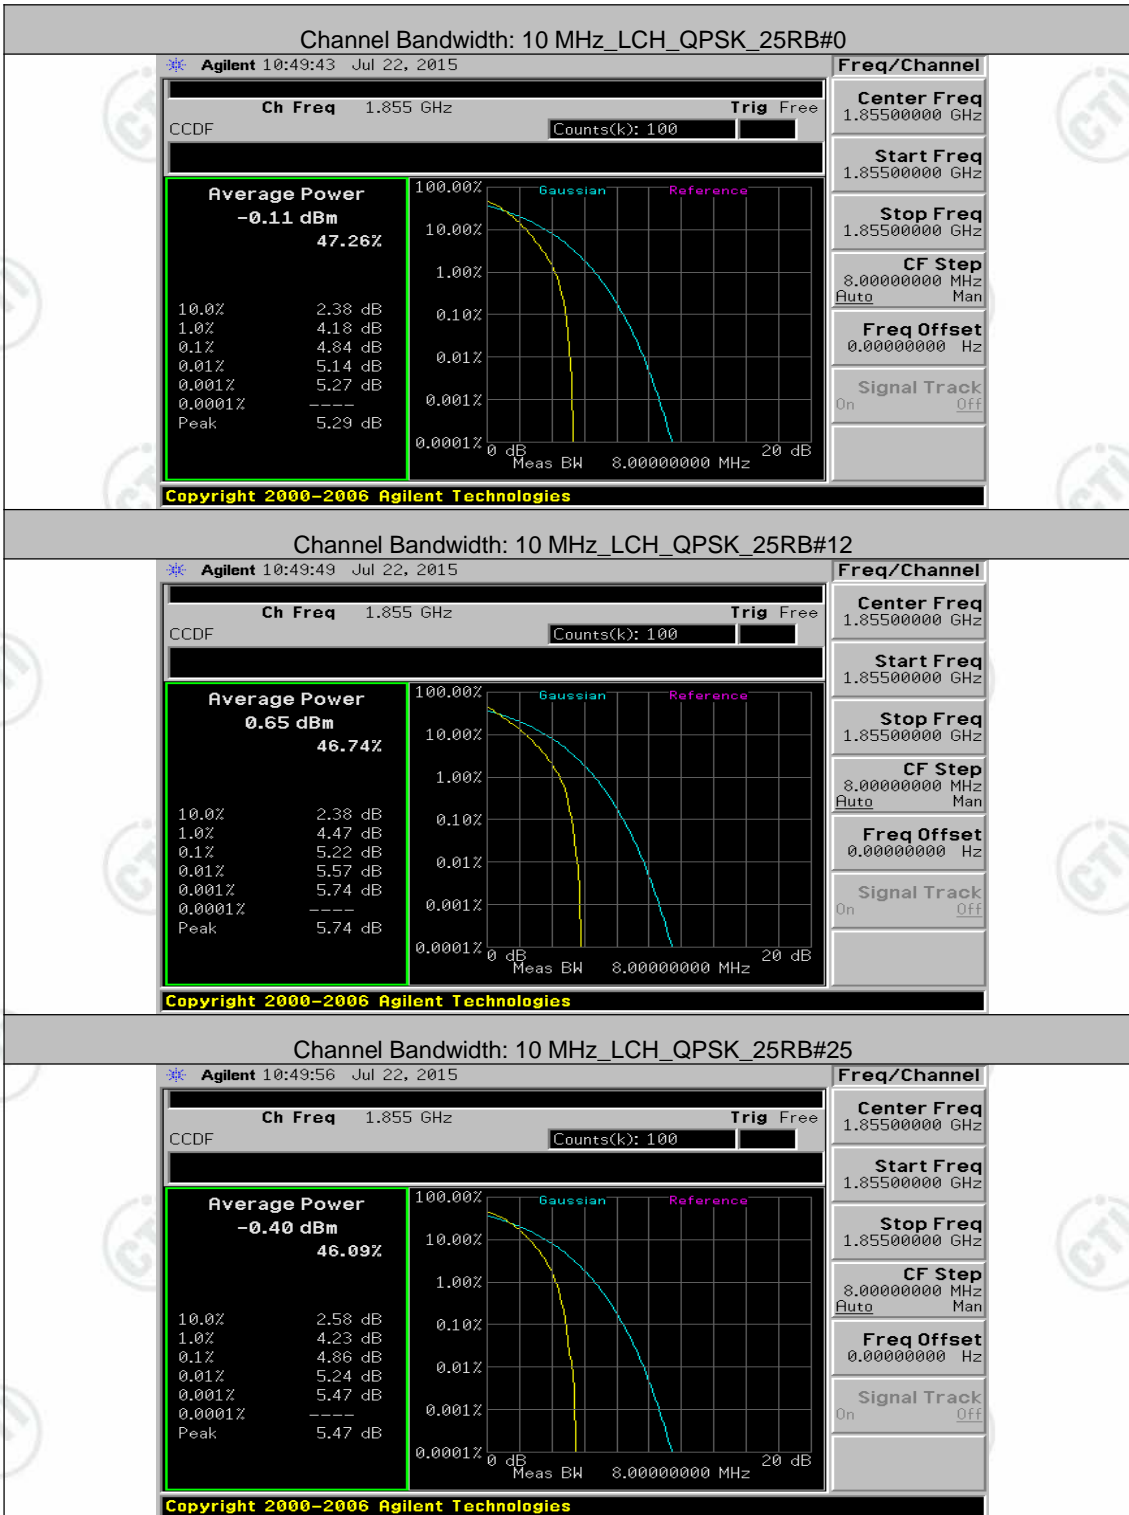 Channel Bandwidth: 10 MHz_LCH_QPSK_25RB#0
Agilent 10:49:43 Jul 22, 2015
Freq/Channel
Ch Freq 1.855 GHz Trig Free
CCDF Counts(k): 100
Average Power
-0.11 dBm
47.26%
10.0% 2.38 dB
1.0% 4.18 dB
0.1% 4.84 dB
0.01% 5.14 dB
0.001% 5.27 dB
0.0001% ----
Peak 5.29 dB
Gaussian Reference
100.00%
10.00%
1.00%
0.10%
0.01%
0.001%
0.0001%
0 dB 20 dB
Meas BW 8.00000000 MHz
Center Freq
1.85500000 GHz
Start Freq
1.85500000 GHz
Stop Freq
1.85500000 GHz
CF Step
8.00000000 MHz
Auto Man
Freq Offset
0.00000000 Hz
Signal Track
On Off
Copyright 2000-2006 Agilent Technologies
Channel Bandwidth: 10 MHz_LCH_QPSK_25RB#12
Agilent 10:49:49 Jul 22, 2015
Freq/Channel
Ch Freq 1.855 GHz Trig Free
CCDF Counts(k): 100
Average Power
0.65 dBm
46.74%
10.0% 2.38 dB
1.0% 4.47 dB
0.1% 5.22 dB
0.01% 5.57 dB
0.001% 5.74 dB
0.0001% ----
Peak 5.74 dB
Gaussian Reference
100.00%
10.00%
1.00%
0.10%
0.01%
0.001%
0.0001%
0 dB 20 dB
Meas BW 8.00000000 MHz
Center Freq
1.85500000 GHz
Start Freq
1.85500000 GHz
Stop Freq
1.85500000 GHz
CF Step
8.00000000 MHz
Auto Man
Freq Offset
0.00000000 Hz
Signal Track
On Off
Copyright 2000-2006 Agilent Technologies
Channel Bandwidth: 10 MHz_LCH_QPSK_25RB#25
Agilent 10:49:56 Jul 22, 2015
Freq/Channel
Ch Freq 1.855 GHz Trig Free
CCDF Counts(k): 100
Average Power
-0.40 dBm
46.09%
10.0% 2.58 dB
1.0% 4.23 dB
0.1% 4.86 dB
0.01% 5.24 dB
0.001% 5.47 dB
0.0001% ----
Peak 5.47 dB
Gaussian Reference
100.00%
10.00%
1.00%
0.10%
0.01%
0.001%
0.0001%
0 dB 20 dB
Meas BW 8.00000000 MHz
Center Freq
1.85500000 GHz
Start Freq
1.85500000 GHz
Stop Freq
1.85500000 GHz
CF Step
8.00000000 MHz
Auto Man
Freq Offset
0.00000000 Hz
Signal Track
On Off
Copyright 2000-2006 Agilent Technologies
CTI
CTI
CTI
CTI
CTI
CTI
CTI
CTI